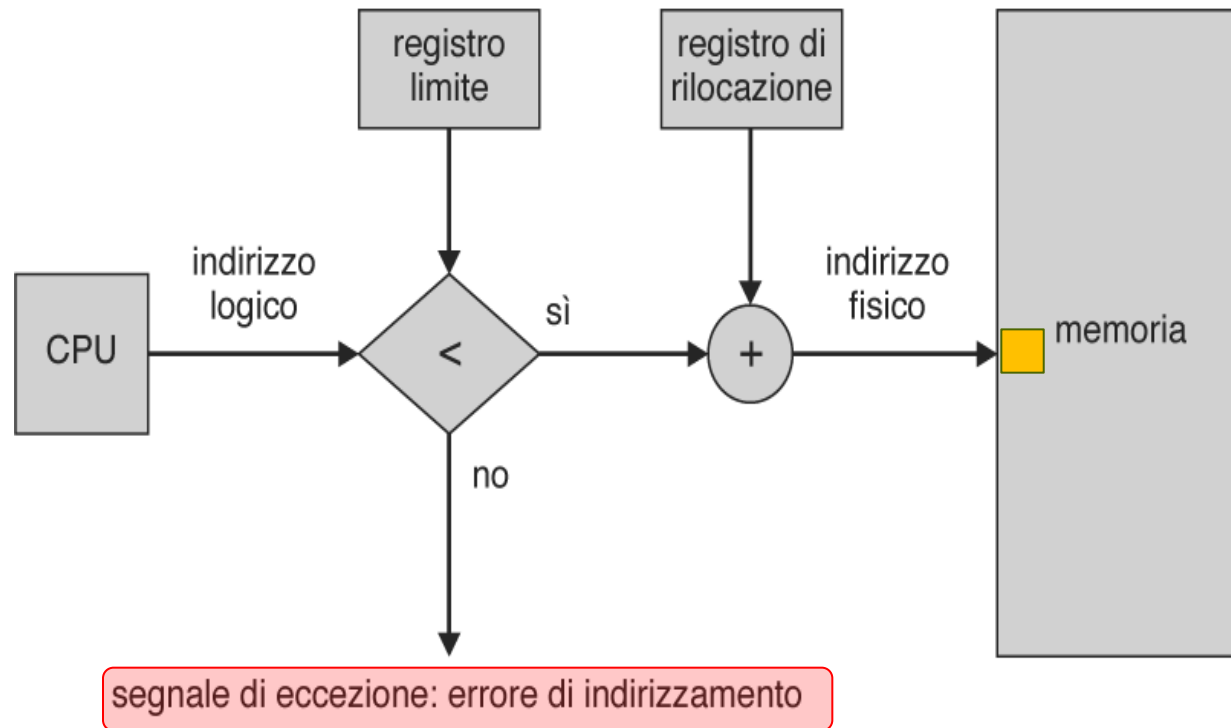 registro
limite
registro di
rilocazione
indirizzo
logico
indirizzo
fisico
CPU
<
sì
+
memoria
no
segnale di eccezione: errore di indirizzamento